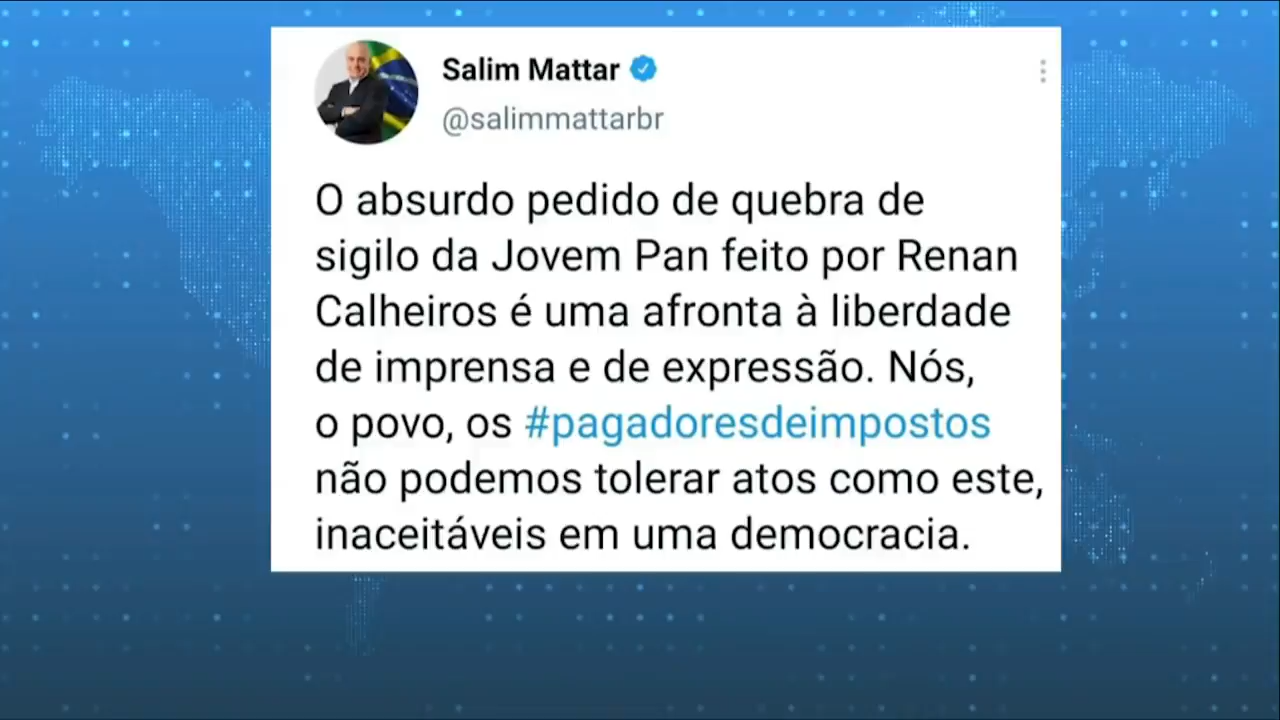 Salim Mattar
@salimmattarbr
O absurdo pedido de quebra de
sigilo da Jovem Pan feito por Renan
Calheiros é uma afronta à liberdade
de imprensa e de expressão. Nós,
o povo, os #pagadoresdeimpostos
não podemos tolerar atos como este,
inaceitáveis em uma democracia.